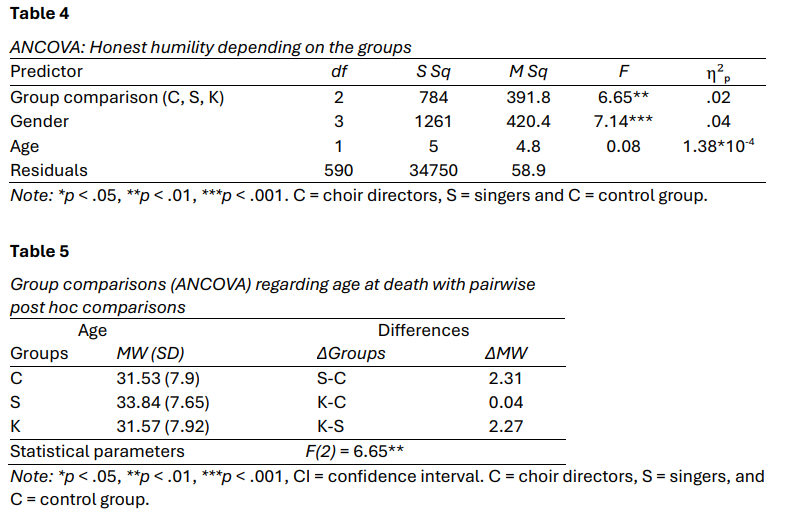 Table 4
ANCOVA: Honest humility depending on the groups
Predictor df S Sq M Sq F η²ₚ
Group comparison (C, S, K) 2 784 391.8 6.65** .02
Gender 3 1261 420.4 7.14*** .04
Age 1 5 4.8 0.08 1.38*10⁻⁴
Residuals 590 34750 58.9
Note: *p < .05, **p < .01, ***p < .001. C = choir directors, S = singers and C = control group.
Table 5
Group comparisons (ANCOVA) regarding age at death with pairwise
post hoc comparisons
Age Differences
Groups MW (SD) ΔGroups ΔMW
C 31.53 (7.9) S-C 2.31
S 33.84 (7.65) K-C 0.04
K 31.57 (7.92) K-S 2.27
Statistical parameters F(2) = 6.65**
Note: *p < .05, **p < .01, ***p < .001, CI = confidence interval. C = choir directors, S = singers, and
C = control group.